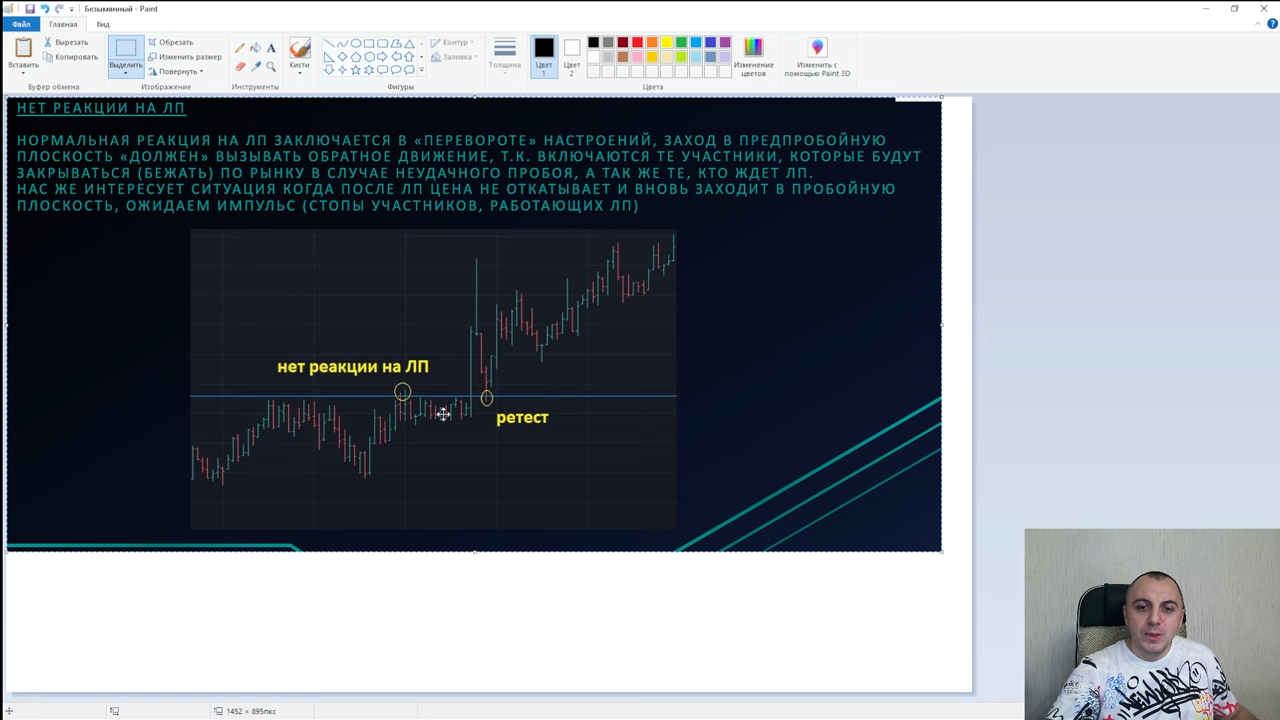 Безымянный - Paint
Файл
Главная
Вид
Вставить
Вырезать
Копировать
Буфер обмена
Выделить
Обрезать
Изменить размер
Повернуть
Изображение
A
Инструменты
Кисти
Контур
Заливка
Фигуры
Толщина
Цвет 1
Цвет 2
Изменение цветов
Цвета
Изменить с помощью Paint 3D
НЕТ РЕАКЦИИ НА ЛП
НОРМАЛЬНАЯ РЕАКЦИЯ НА ЛП ЗАКЛЮЧАЕТСЯ В «ПЕРЕВОРОТЕ» НАСТРОЕНИЙ, ЗАХОД В ПРЕДПРОБОЙНУЮ
ПЛОСКОСТЬ «ДОЛЖЕН» ВЫЗЫВАТЬ ОБРАТНОЕ ДВИЖЕНИЕ, Т.К. ВКЛЮЧАЮТСЯ ТЕ УЧАСТНИКИ, КОТОРЫЕ БУДУТ
ЗАКРЫВАТЬСЯ (БЕЖАТЬ) ПО РЫНКУ В СЛУЧАЕ НЕУДАЧНОГО ПРОБОЯ, А ТАК ЖЕ ТЕ, КТО ЖДЕТ ЛП.
НАС ЖЕ ИНТЕРЕСУЕТ СИТУАЦИЯ КОГДА ПОСЛЕ ЛП ЦЕНА НЕ ОТКАТЫВАЕТ И ВНОВЬ ЗАХОДИТ В ПРОБОЙНУЮ
ПЛОСКОСТЬ, ОЖИДАЕМ ИМПУЛЬС (СТОПЫ УЧАСТНИКОВ, РАБОТАЮЩИХ ЛП)
нет реакции на ЛП
ретест
1452 × 895пкс